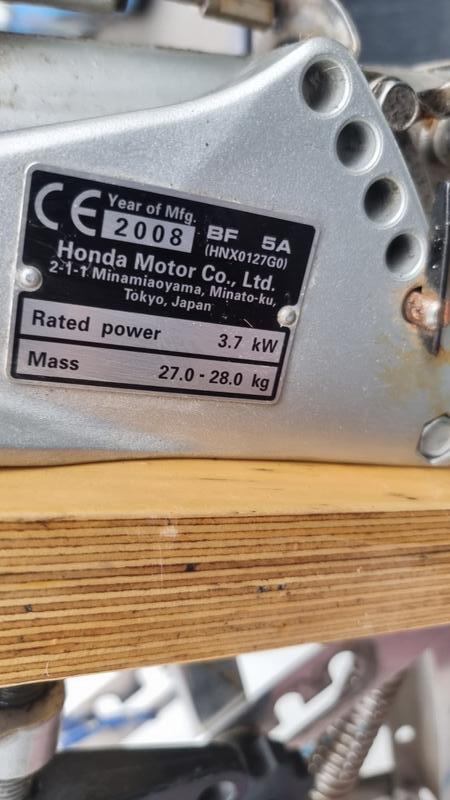 CE Year of Mfg.
2008 BF 5A
(HNX0127G0)
Honda Motor Co., Ltd.
2-1-1 Minamiaoyama, Minato-ku,
Tokyo, Japan
Rated power 3.7 kW
Mass 27.0 - 28.0 kg